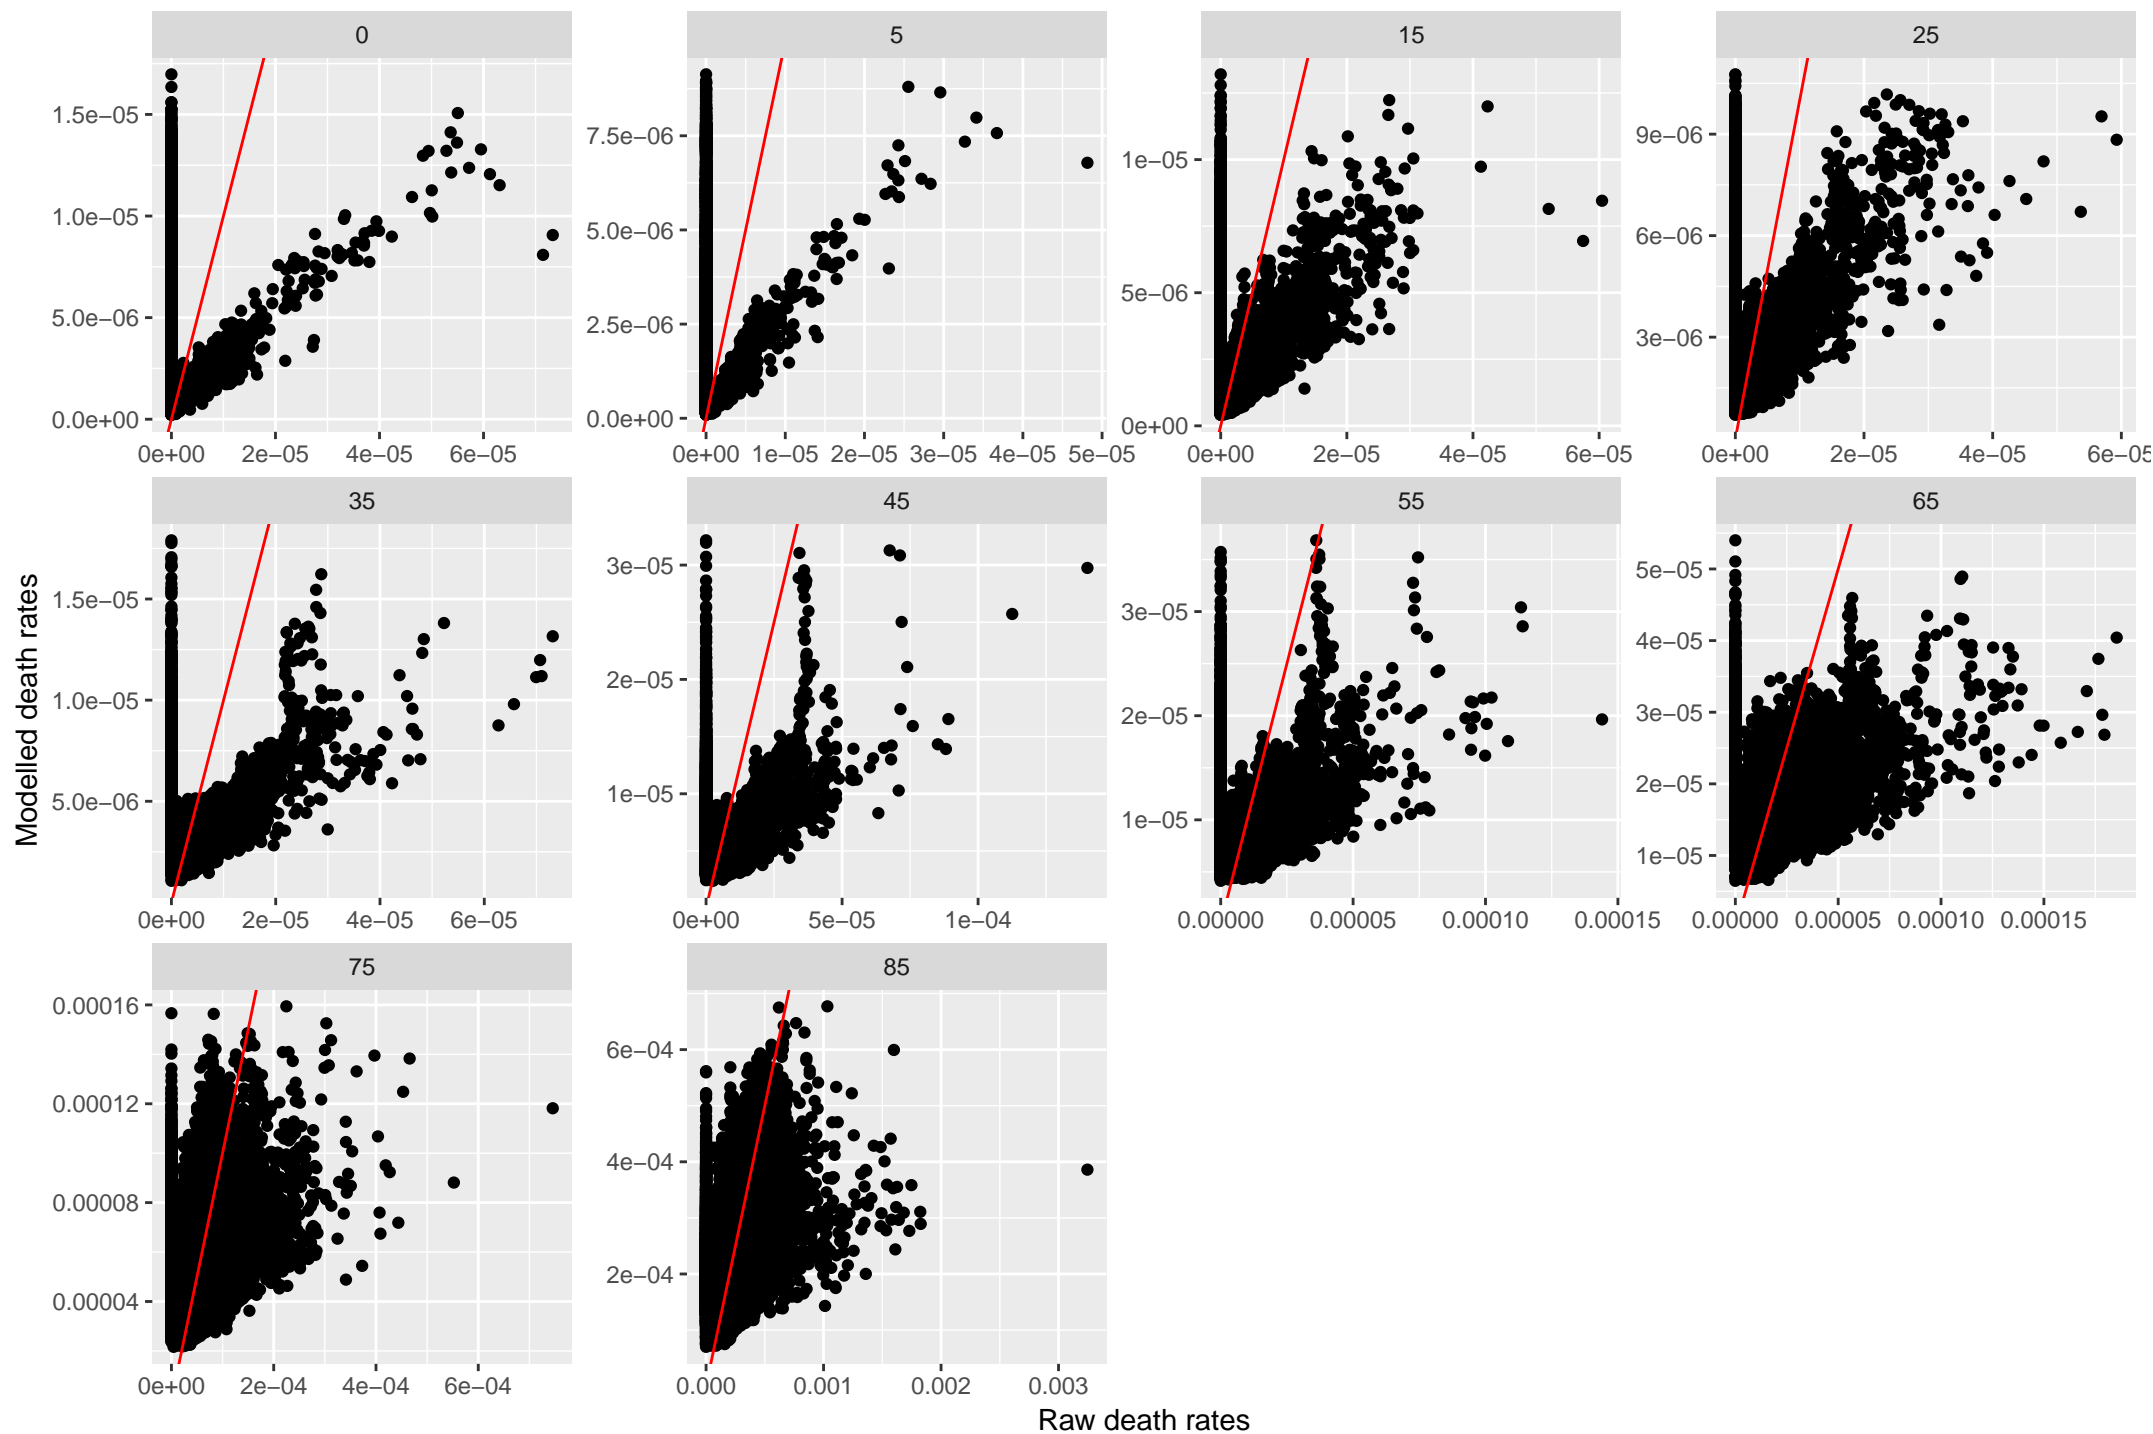 0 5 15 25
1.5e−05 7.5e−06 1e−05 9e−06
1.0e−05 5.0e−06 5e−06 6e−06
5.0e−06 2.5e−06 3e−06
0.0e+00 0.0e+00 0e+00
0e+00 2e−05 4e−05 6e−05 0e+00 1e−05 2e−05 3e−05 4e−05 5e−05 0e+00 2e−05 4e−05 6e−05 0e+00 2e−05 4e−05 6e−05
35 45 55 65
Modelled death rates
1.5e−05 3e−05 3e−05 5e−05
1.0e−05 2e−05 2e−05 4e−05
5.0e−06 1e−05 1e−05 3e−05
2e−05
1e−05
0e+00 2e−05 4e−05 6e−05 0e+00 5e−05 1e−04 0.00000 0.00005 0.00010 0.00015 0.00000 0.00005 0.00010 0.00015
75 85
0.00016 6e−04
0.00012 4e−04
0.00008 2e−04
0.00004
0e+00 2e−04 4e−04 6e−04 0.000 0.001 0.002 0.003
Raw death rates